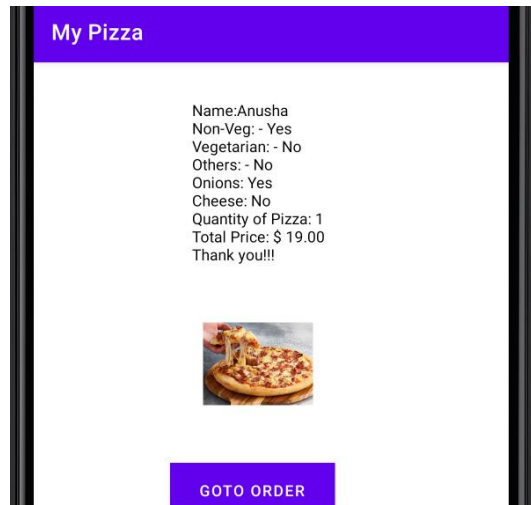 My Pizza
Name:Anusha
Non-Veg: - Yes
Vegetarian: - No
Others: - No
Onions: Yes
Cheese: No
Quantity of Pizza: 1
Total Price: $ 19.00
Thank you!!!
GOTO ORDER